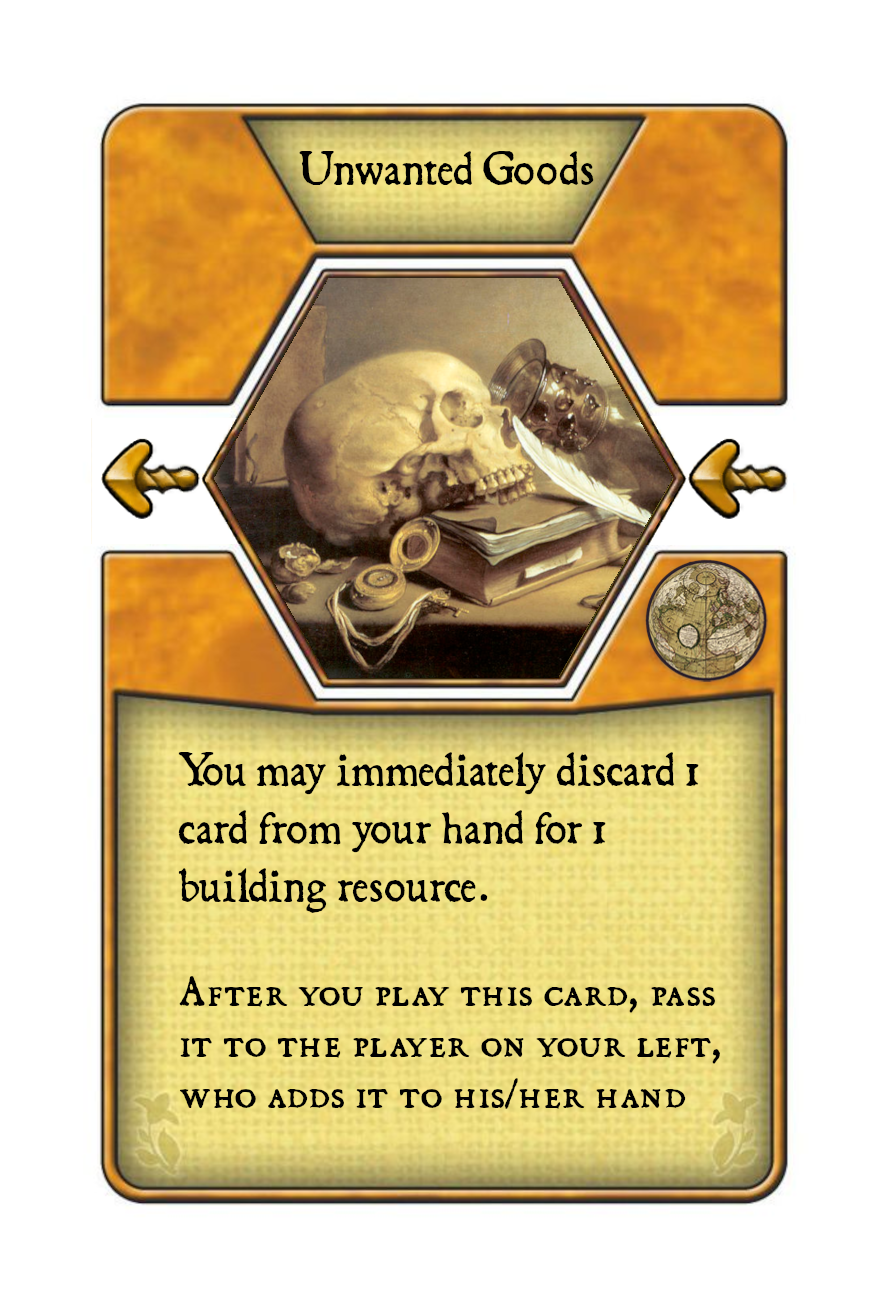 Unwanted Goods
You may immediately discard 1
card from your hand for 1
building resource.
After you play this card, pass
it to the player on your left,
who adds it to his/her hand